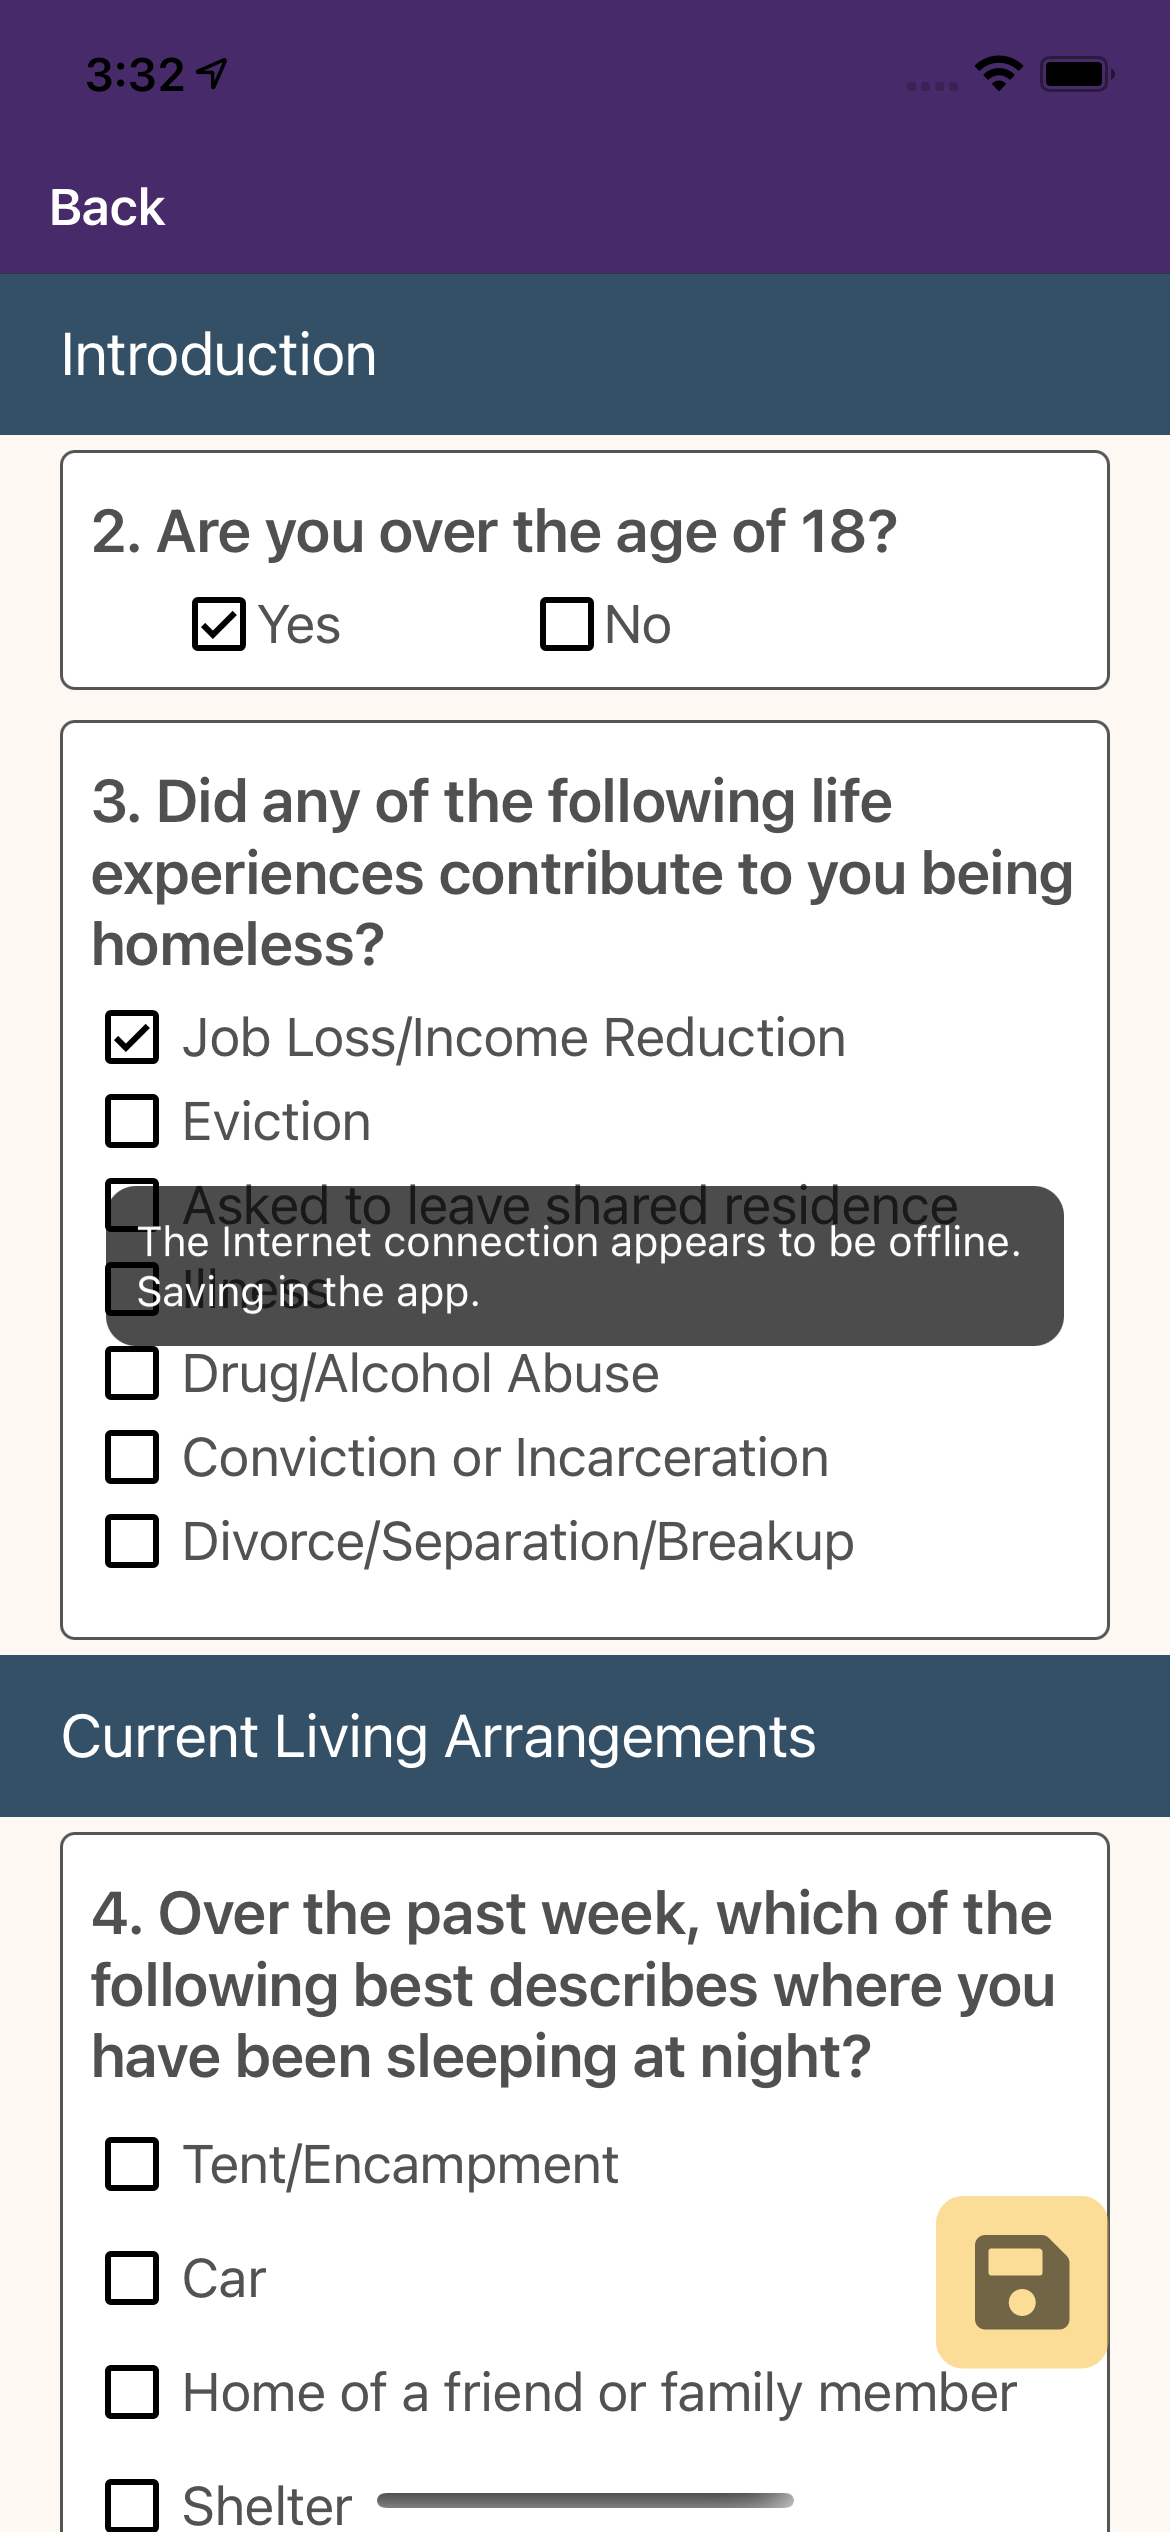 3:32
Back
Introduction
2. Are you over the age of 18?
Yes No
3. Did any of the following life
experiences contribute to you being
homeless?
Job Loss/Income Reduction
Eviction
Asked to leave shared residence
The Internet connection appears to be offline.
Illness
Saving in the app.
Drug/Alcohol Abuse
Conviction or Incarceration
Divorce/Separation/Breakup
Current Living Arrangements
4. Over the past week, which of the
following best describes where you
have been sleeping at night?
Tent/Encampment
Car
Home of a friend or family member
Shelter